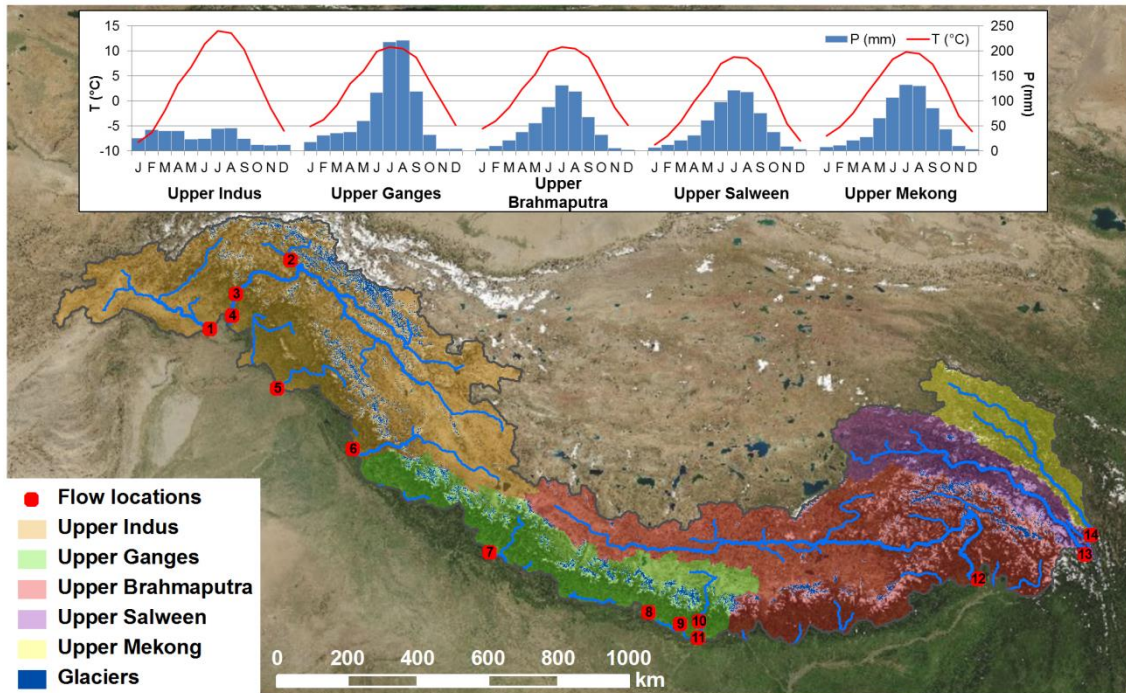 15
10
5
0
-5
-10
T (°C)
250
200
150
100
50
0
P (mm)
P (mm) T (°C)
J F M A M J J A S O N D J F M A M J J A S O N D J F M A M J J A S O N D J F M A M J J A S O N D J F M A M J J A S O N D
Upper Indus Upper Ganges Upper Brahmaputra Upper Salween Upper Mekong
2
3
4
1
5
6
7
8
9
10
11
12
13
14
Flow locations
Upper Indus
Upper Ganges
Upper Brahmaputra
Upper Salween
Upper Mekong
Glaciers
0 200 400 600 800 1000
km